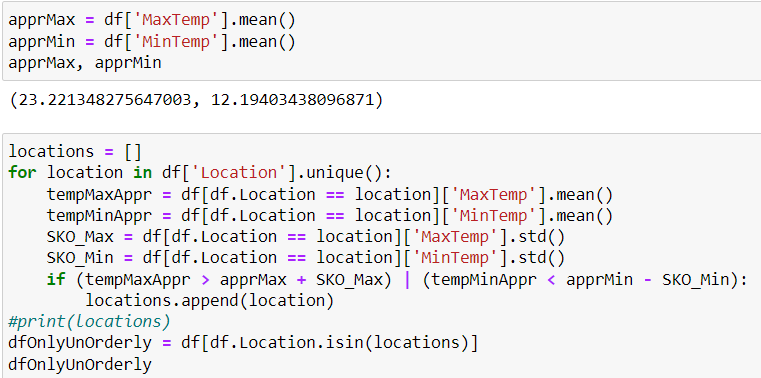 apprMax = df['MaxTemp'].mean()
apprMin = df['MinTemp'].mean()
apprMax, apprMin
(23.221348275647003, 12.19403438096871)
locations = []
for location in df['Location'].unique():
    tempMaxAppr = df[df.Location == location]['MaxTemp'].mean()
    tempMinAppr = df[df.Location == location]['MinTemp'].mean()
    SKO_Max = df[df.Location == location]['MaxTemp'].std()
    SKO_Min = df[df.Location == location]['MinTemp'].std()
    if (tempMaxAppr > apprMax + SKO_Max) | (tempMinAppr < apprMin - SKO_Min):
        locations.append(location)
#print(locations)
dfOnlyUnOrderly = df[df.Location.isin(locations)]
dfOnlyUnOrderly